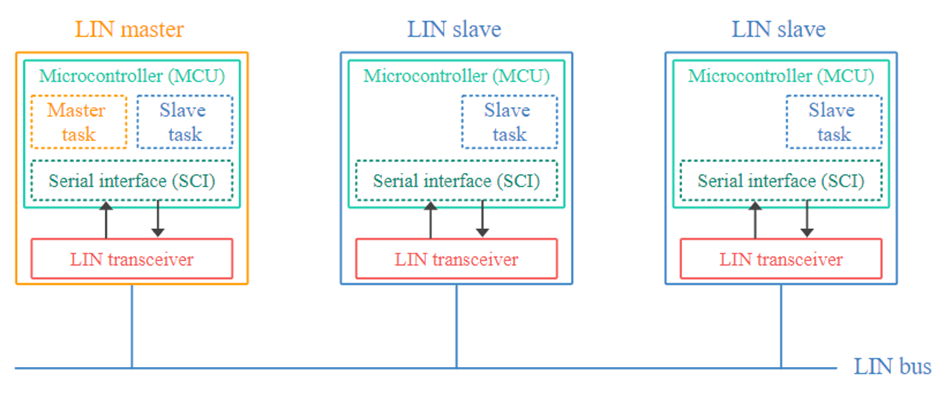 LIN master
LIN slave
LIN slave
Microcontroller (MCU)
Master
task
Slave
task
Serial interface (SCI)
LIN transceiver
Microcontroller (MCU)
Slave
task
Serial interface (SCI)
LIN transceiver
Microcontroller (MCU)
Slave
task
Serial interface (SCI)
LIN transceiver
LIN bus